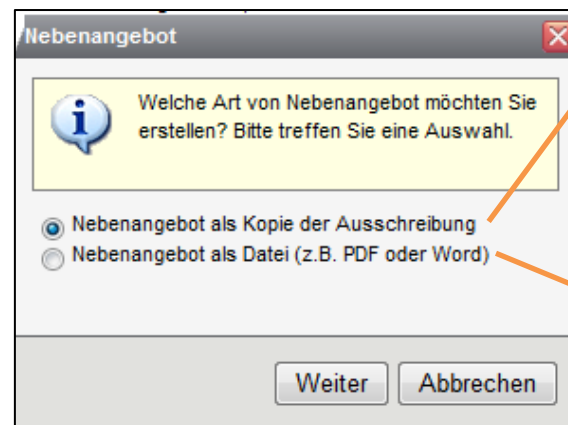 Nebenangebot
Welche Art von Nebenangebot möchten Sie
erstellen? Bitte treffen Sie eine Auswahl.
Nebenangebot als Kopie der Ausschreibung
Nebenangebot als Datei (z.B. PDF oder Word)
Weiter Abbrechen